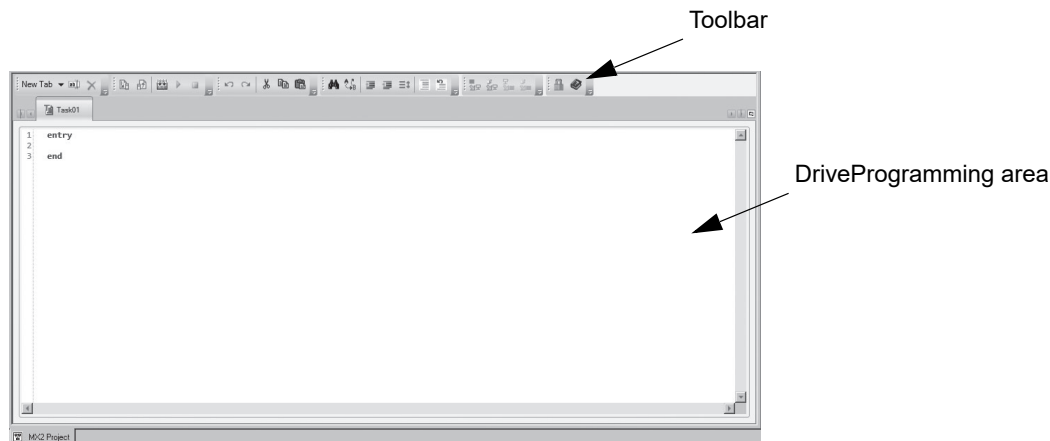 Toolbar
New Tab
Task01
1 entry
2
3 end
DriveProgramming area
MX2 Project